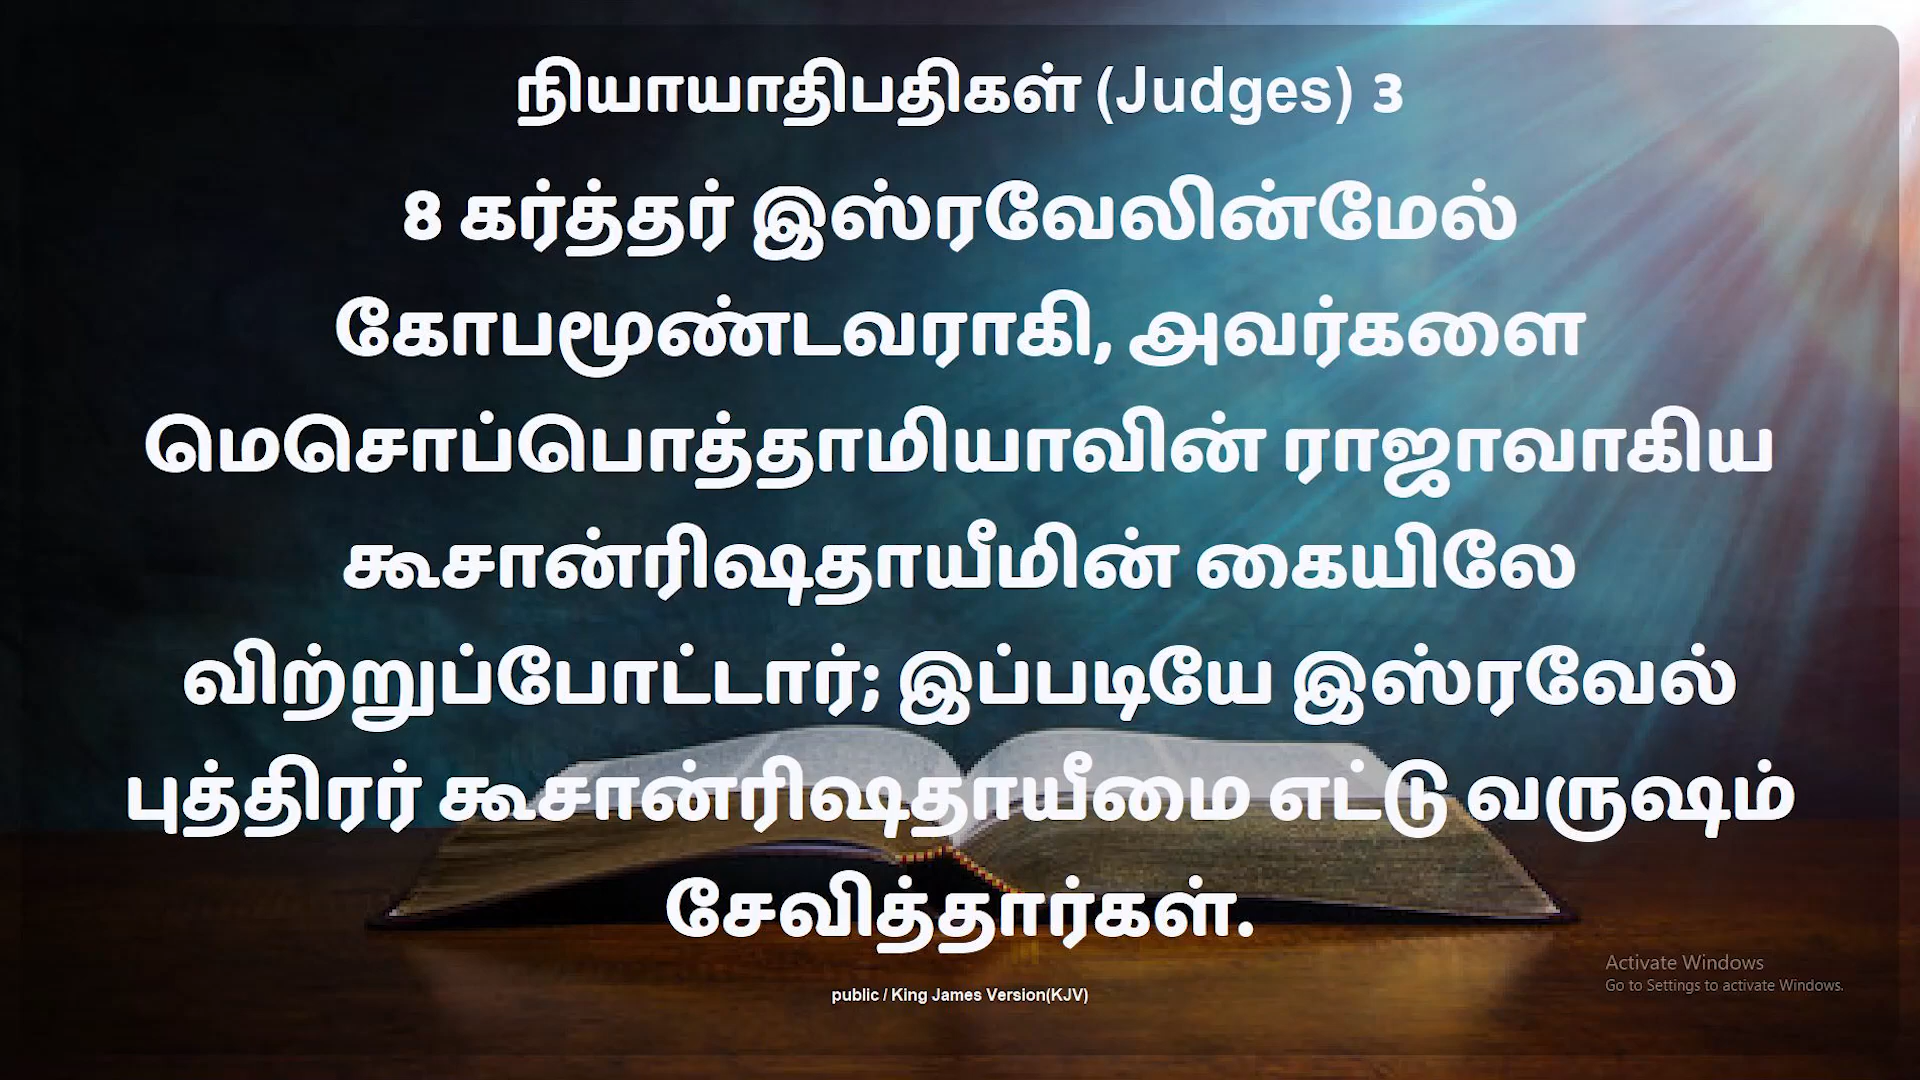 நியாயாதிபதிகள் (Judges) 3
8 கர்த்தர் இஸ்ரவேலின்மேல்
கோபமூண்டவராகி, அவர்களை
மெசொப்பொத்தாமியாவின் ராஜாவாகிய
கூசான்ரிஷதாயீமின் கையிலே
விற்றுப்போட்டார்; இப்படியே இஸ்ரவேல்
புத்திரர் கூசான்ரிஷதாயீமை எட்டு வருஷம்
சேவித்தார்கள்.
Activate Windows
Go to Settings to activate Windows.
public / King James Version(KJV)